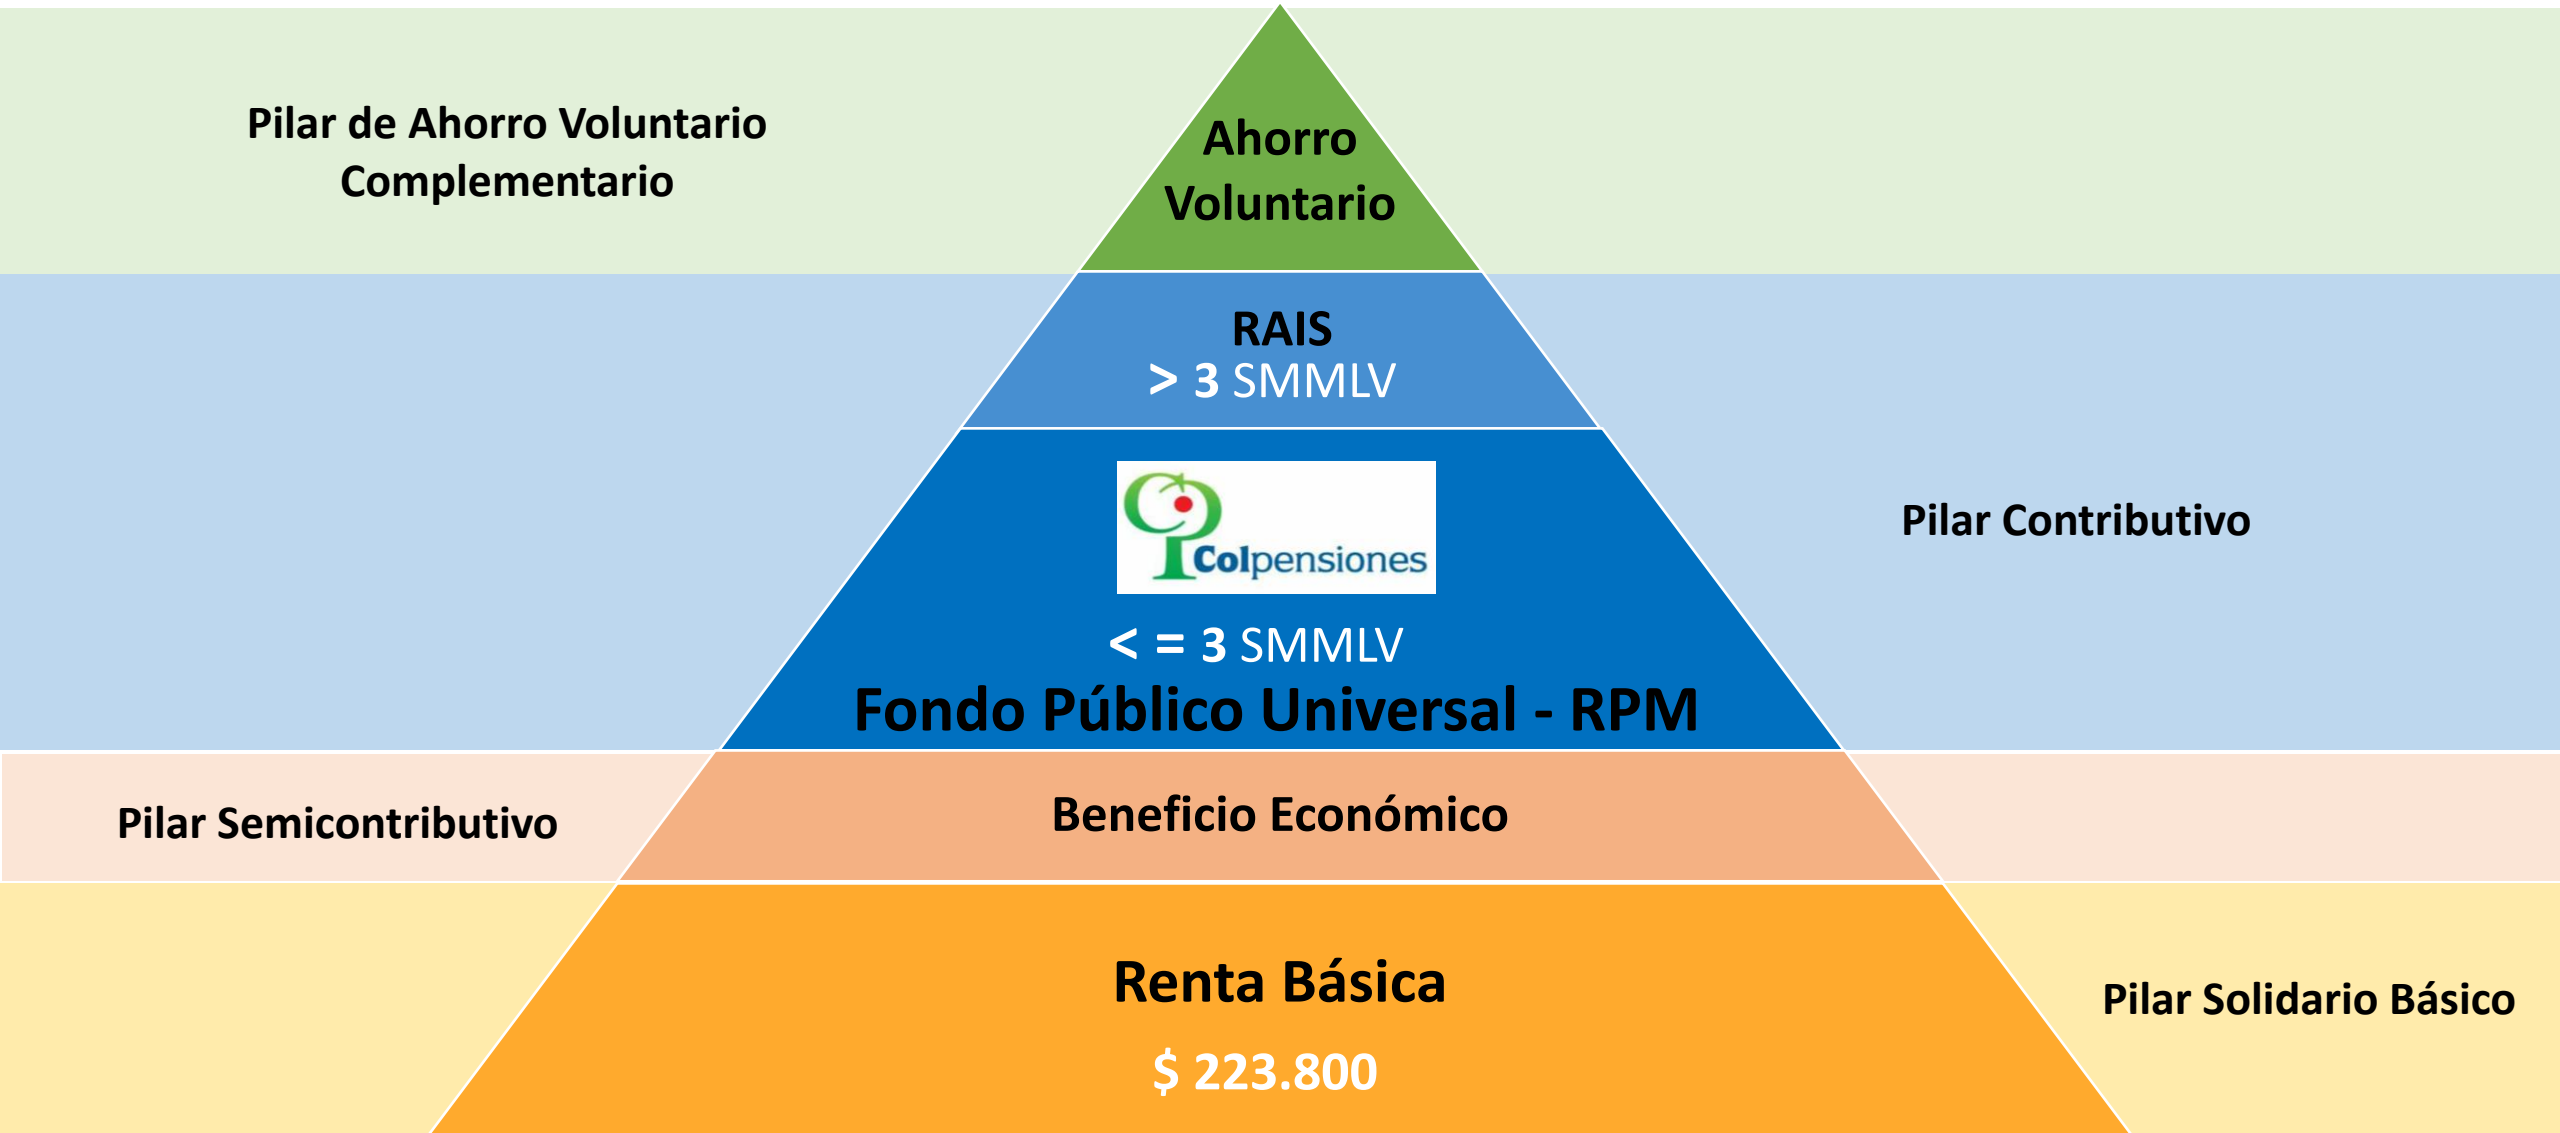 Pilar de Ahorro Voluntario
Complementario
Ahorro
Voluntario
RAIS
> 3 SMMLV
Colpensiones
< = 3 SMMLV
Fondo Público Universal - RPM
Pilar Contributivo
Pilar Semicontributivo
Beneficio Económico
Renta Básica
$ 223.800
Pilar Solidario Básico